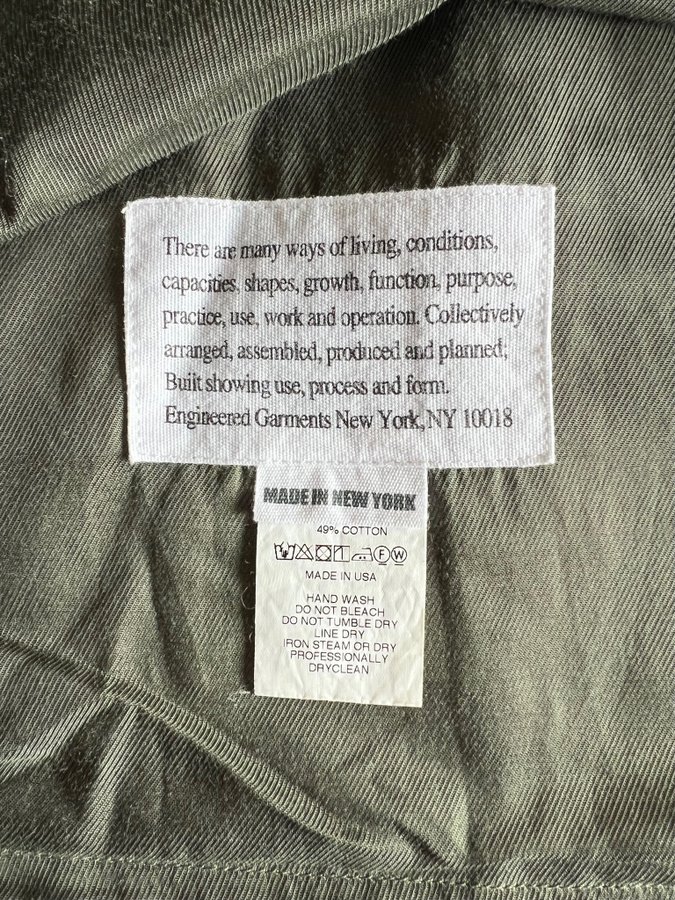 There are many ways of living, conditions,
capacities, shapes, growth, function, purpose,
practice, use, work and operation. Collectively
arranged, assembled, produced and planned;
Built showing use, process and form.
Engineered Garments New York, NY 10018
MADE IN NEW YORK
49% COTTON
F W
MADE IN USA
HAND WASH
DO NOT BLEACH
DO NOT TUMBLE DRY
LINE DRY
IRON STEAM OR DRY
PROFESSIONALLY
DRYCLEAN